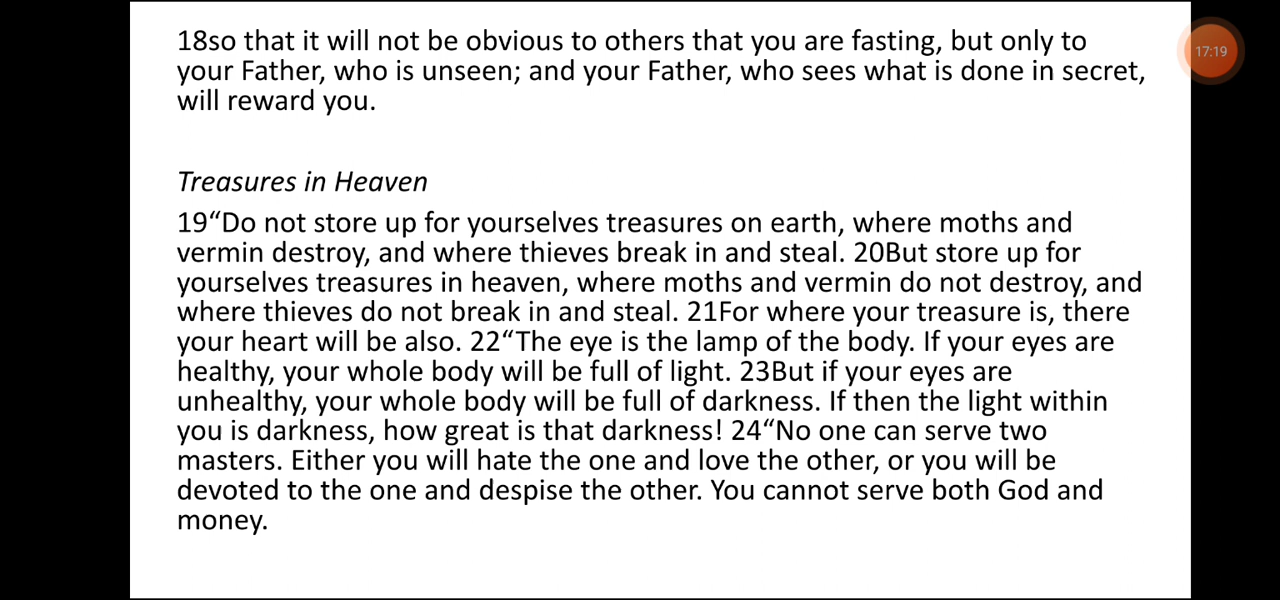 18so that it will not be obvious to others that you are fasting, but only to
your Father, who is unseen; and your Father, who sees what is done in secret,
will reward you.
Treasures in Heaven
19“Do not store up for yourselves treasures on earth, where moths and
vermin destroy, and where thieves break in and steal. 20But store up for
yourselves treasures in heaven, where moths and vermin do not destroy, and
where thieves do not break in and steal. 21For where your treasure is, there
your heart will be also. 22“The eye is the lamp of the body. If your eyes are
healthy, your whole body will be full of light. 23But if your eyes are
unhealthy, your whole body will be full of darkness. If then the light within
you is darkness, how great is that darkness! 24“No one can serve two
masters. Either you will hate the one and love the other, or you will be
devoted to the one and despise the other. You cannot serve both God and
money.
17:19